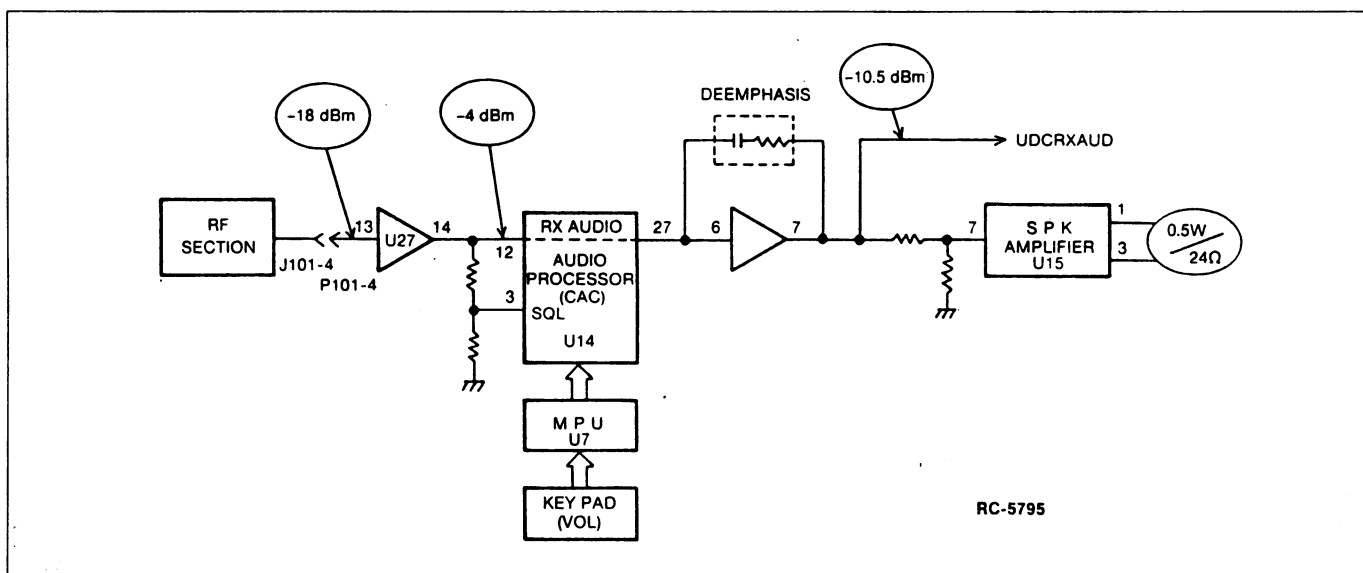 -18 dBm
-4 dBm
DEEMPHASIS
-10.5 dBm
UDCRXAUD
RF
SECTION
J101-4
P101-4
13
U27
14
12
3
RX AUDIO
AUDIO
PROCESSOR
(CAC)
SQL
U14
27
6
7
7
S P K
AMPLIFIER
U15
1
3
0.5W
24Ω
M P U
U7
KEY PAD
(VOL)
RC-5795